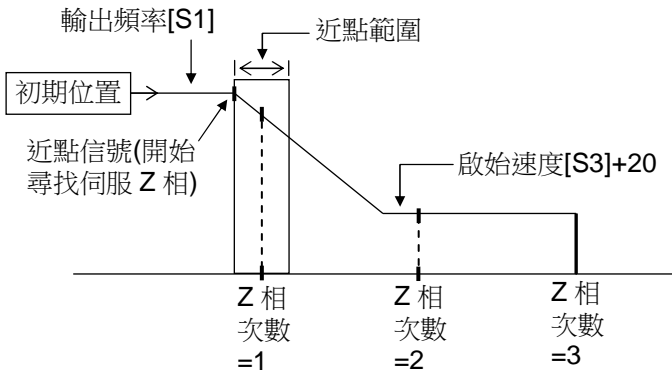 輸出頻率[S1]
近點範圍
初期位置
近點信號(開始
尋找伺服 Z 相)
啟始速度[S3]+20
Z 相
次數
=1
Z 相
次數
=2
Z 相
次數
=3